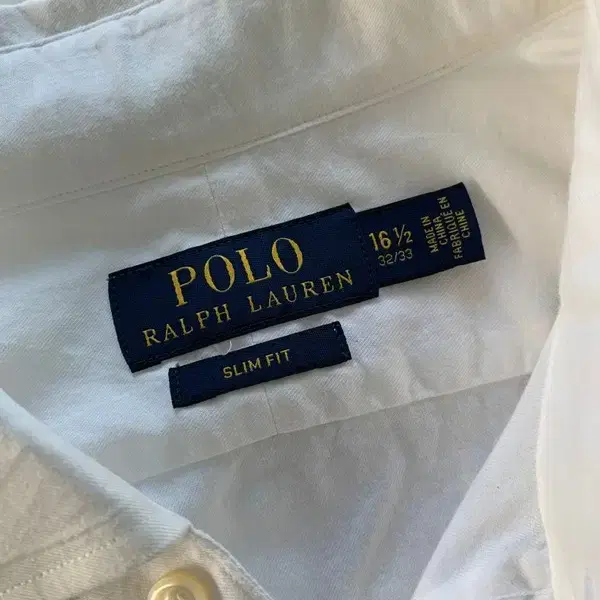 POLO
RALPH LAUREN
16 ½
32/33
MADE IN
CHINA
FABRIQUÉ EN
CHINE
SLIM FIT